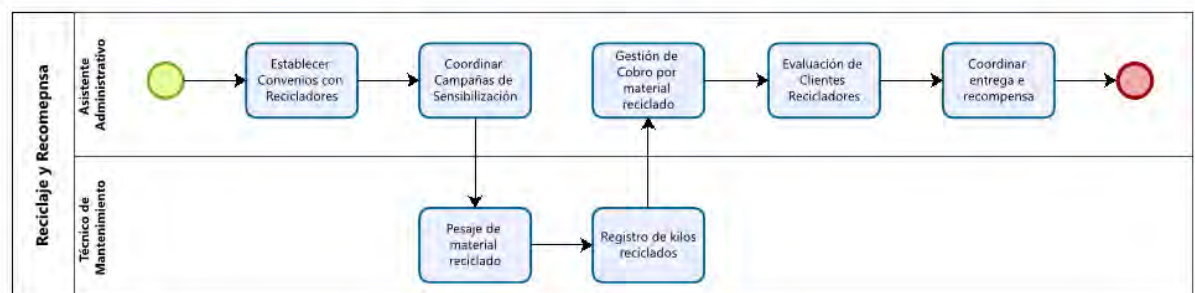 Reciclaje y Recomepnsa
Asistente
Administrativo
Establecer
Convenios con
Recicladores
Coordinar
Campañas de
Sensibilización
Gestión de
Cobro por
material
reciclado
Evaluación de
Clientes
Recicladores
Coordinar
entrega e
recompensa
Técnico de
Mantenimiento
Pesaje de
material
reciclado
Registro de kilos
reciclados